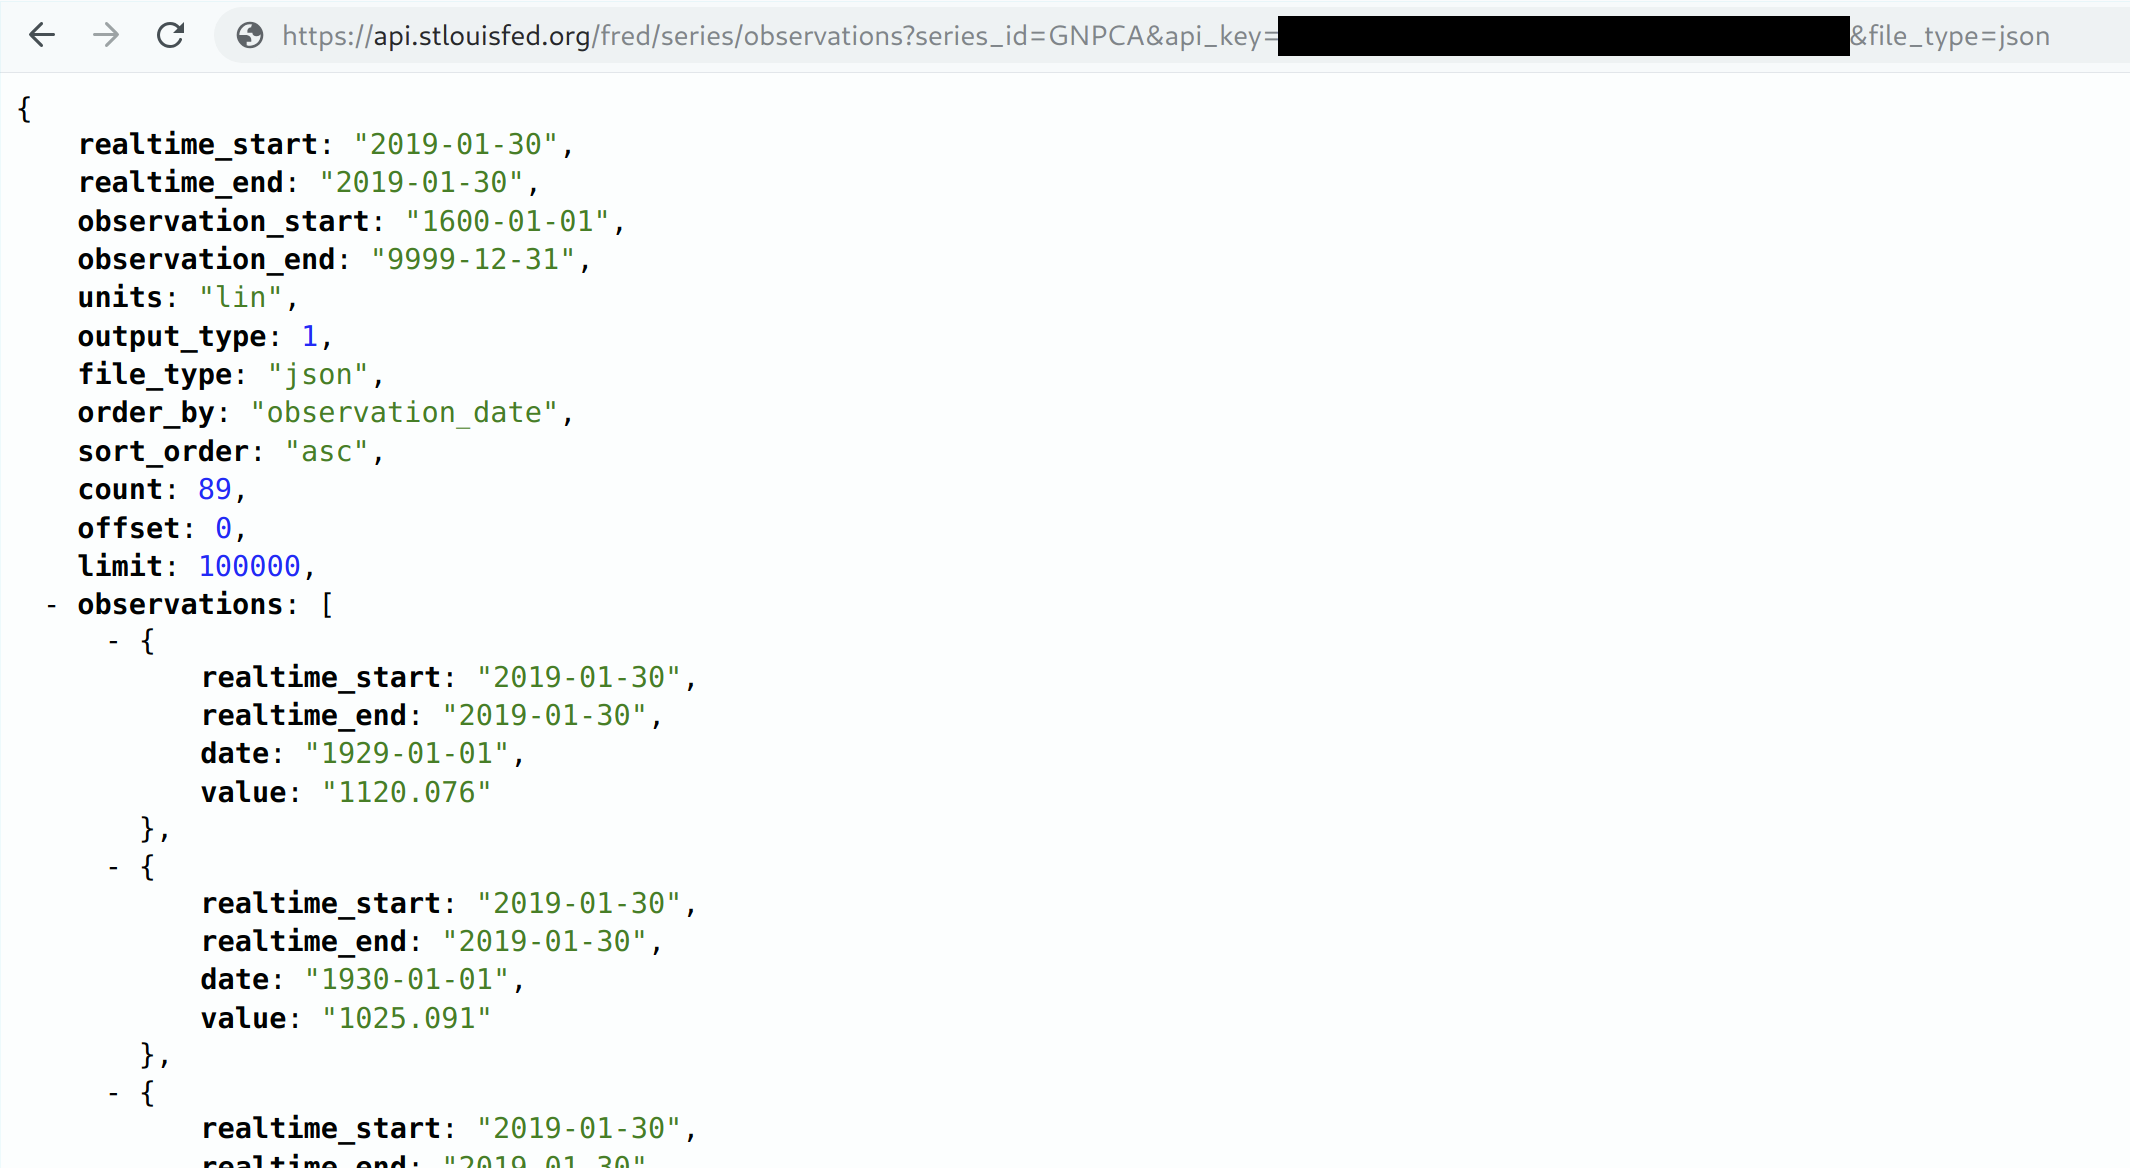 https://api.stlouisfed.org/fred/series/observations?series_id=GNPCA&api_key= &file_type=json
{
realtime_start: "2019-01-30",
realtime_end: "2019-01-30",
observation_start: "1600-01-01",
observation_end: "9999-12-31",
units: "lin",
output_type: 1,
file_type: "json",
order_by: "observation_date",
sort_order: "asc",
count: 89,
offset: 0,
limit: 100000,
- observations: [
- {
realtime_start: "2019-01-30",
realtime_end: "2019-01-30",
date: "1929-01-01",
value: "1120.076"
},
- {
realtime_start: "2019-01-30",
realtime_end: "2019-01-30",
date: "1930-01-01",
value: "1025.091"
},
- {
realtime_start: "2019-01-30",
realtime_end: "2019-01-30"